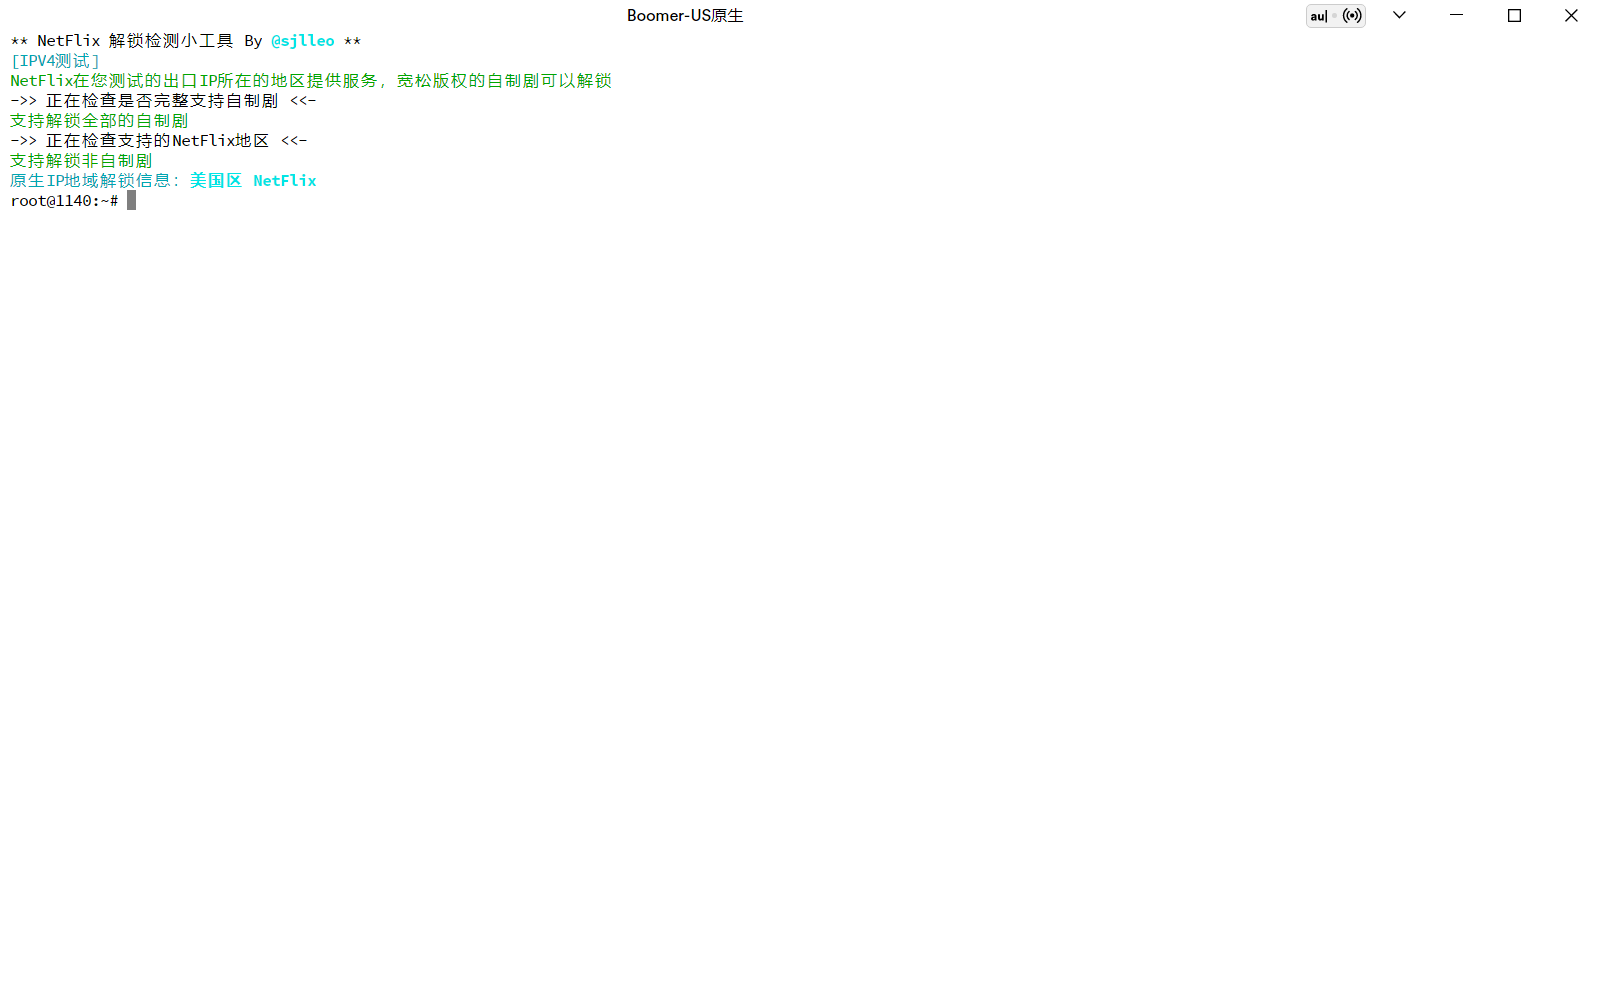 Boomer-US原生
au|
** NetFlix 解锁检测小工具 By @sjlleo **
[IPV4测试]
NetFlix在您测试的出口IP所在的地区提供服务，宽松版权的自制剧可以解锁
->> 正在检查是否完整支持自制剧 <<-
支持解锁全部的自制剧
->> 正在检查支持的NetFlix地区 <<-
支持解锁非自制剧
原生IP地域解锁信息：美国区 NetFlix
root@1140:~#